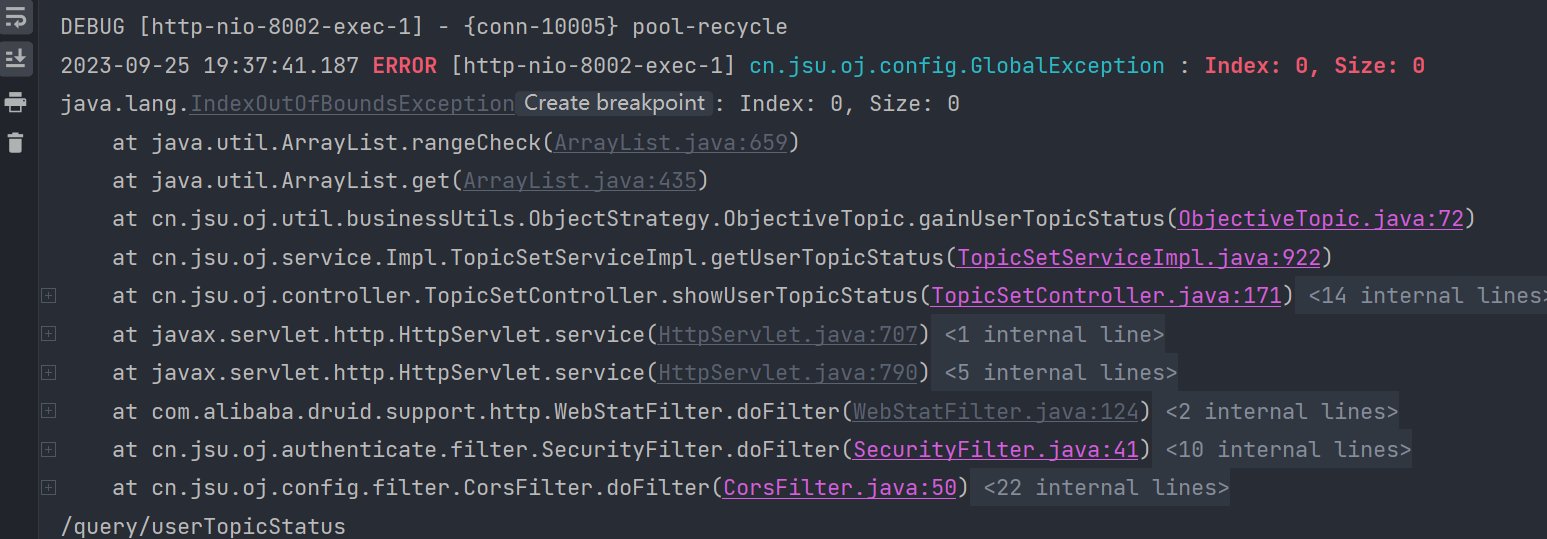 DEBUG [http-nio-8002-exec-1] - {conn-10005} pool-recycle
2023-09-25 19:37:41.187 ERROR [http-nio-8002-exec-1] cn.jsu.oj.config.GlobalException : Index: 0, Size: 0
java.lang.IndexOutOfBoundsException Create breakpoint : Index: 0, Size: 0
at java.util.ArrayList.rangeCheck(ArrayList.java:659)
at java.util.ArrayList.get(ArrayList.java:435)
at cn.jsu.oj.util.businessUtils.ObjectStrategy.ObjectiveTopic.gainUserTopicStatus(ObjectiveTopic.java:72)
at cn.jsu.oj.service.Impl.TopicSetServiceImpl.getUserTopicStatus(TopicSetServiceImpl.java:922)
at cn.jsu.oj.controller.TopicSetController.showUserTopicStatus(TopicSetController.java:171) <14 internal lines>
at javax.servlet.http.HttpServlet.service(HttpServlet.java:707) <1 internal line>
at javax.servlet.http.HttpServlet.service(HttpServlet.java:790) <5 internal lines>
at com.alibaba.druid.support.http.WebStatFilter.doFilter(WebStatFilter.java:124) <2 internal lines>
at cn.jsu.oj.authenticate.filter.SecurityFilter.doFilter(SecurityFilter.java:41) <10 internal lines>
at cn.jsu.oj.config.filter.CorsFilter.doFilter(CorsFilter.java:50) <22 internal lines>
/query/userTopicStatus